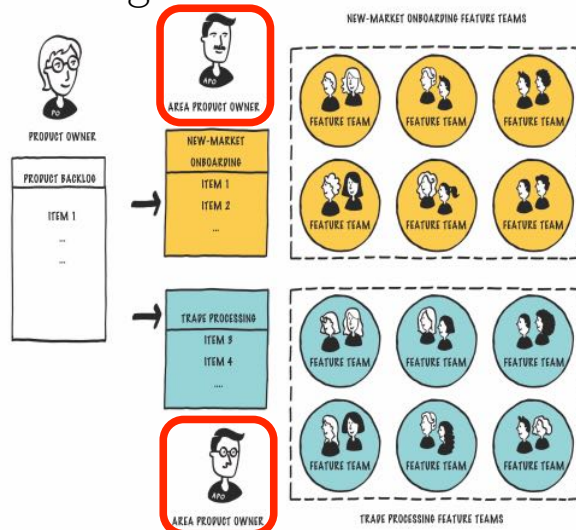 PO
PRODUCT OWNER
PRODUCT BACKLOG
ITEM 1
...
...
APO
AREA PRODUCT OWNER
NEW-MARKET
ONBOARDING
ITEM 1
ITEM 2
...
NEW-MARKET ONBOARDING FEATURE TEAMS
FEATURE TEAM
FEATURE TEAM
FEATURE TEAM
FEATURE TEAM
FEATURE TEAM
FEATURE TEAM
TRADE PROCESSING
ITEM 3
ITEM 4
....
APO
AREA PRODUCT OWNER
FEATURE TEAM
FEATURE TEAM
FEATURE TEAM
FEATURE TEAM
FEATURE TEAM
FEATURE TEAM
TRADE PROCESSING FEATURE TEAMS